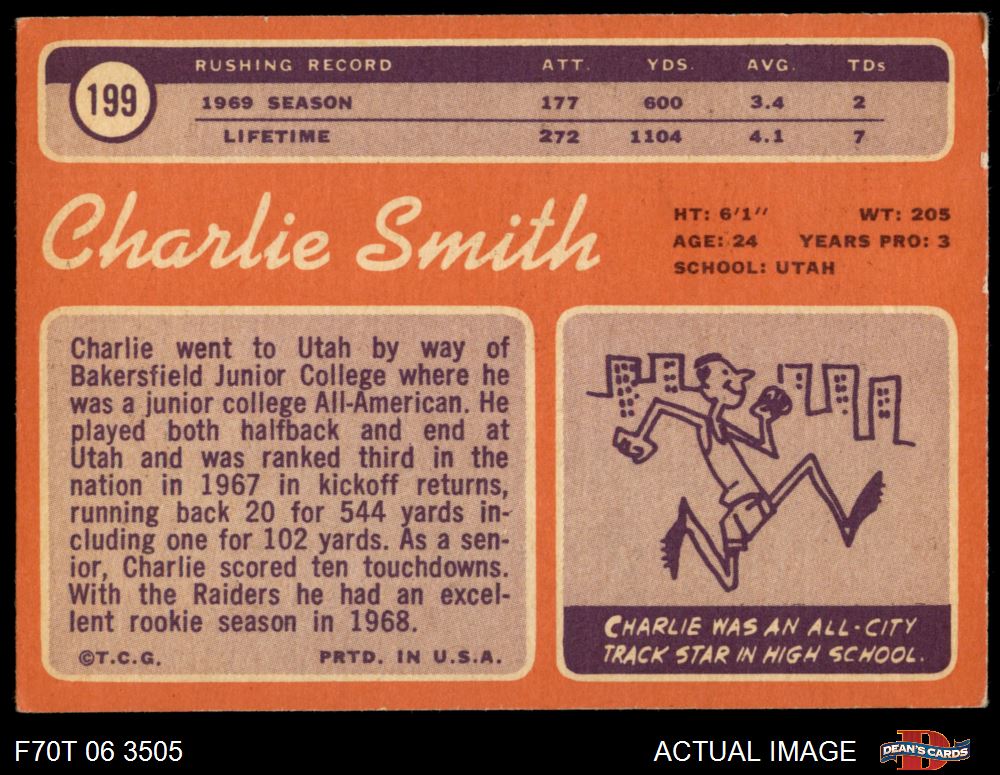 199
RUSHING RECORD ATT. YDS. AVG. TDs
1969 SEASON 177 600 3.4 2
LIFETIME 272 1104 4.1 7
Charlie Smith
HT: 6'1" WT: 205
AGE: 24 YEARS PRO: 3
SCHOOL: UTAH
Charlie went to Utah by way of
Bakersfield Junior College where he
was a junior college All-American. He
played both halfback and end at
Utah and was ranked third in the
nation in 1967 in kickoff returns,
running back 20 for 544 yards in-
cluding one for 102 yards. As a sen-
ior, Charlie scored ten touchdowns.
With the Raiders he had an excel-
lent rookie season in 1968.
©T.C.G. PRTD. IN U.S.A.
CHARLIE WAS AN ALL-CITY
TRACK STAR IN HIGH SCHOOL.
F70T 06 3505 ACTUAL IMAGE
D
DEAN'S CARDS